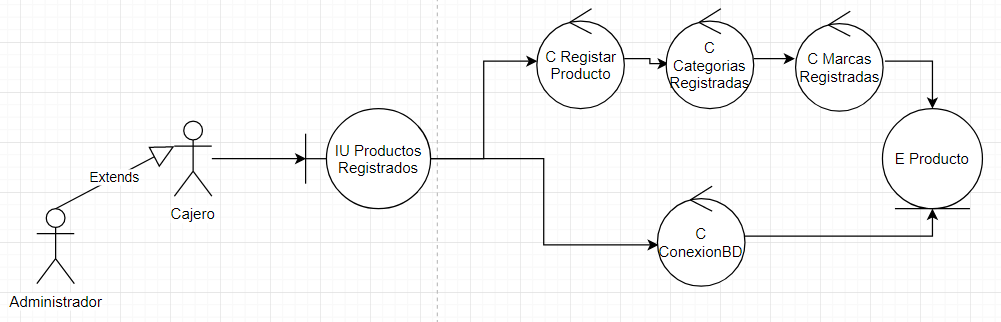 C Registar
Producto
C
Categorias
Registradas
C Marcas
Registradas
IU Productos
Registrados
E Producto
Extends
Cajero
C
ConexionBD
Administrador